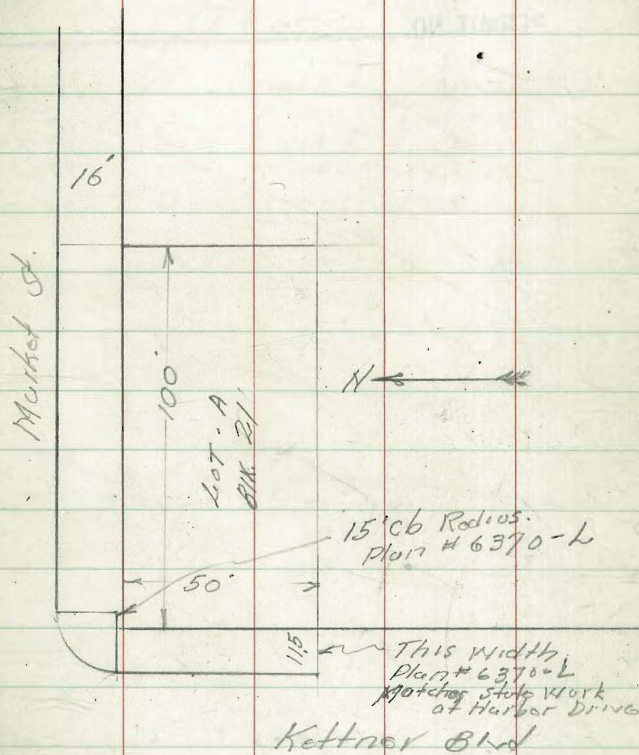 16'
Market St.
100'
LOT-A
Blk. 21
N
15' cb Radius.
Plan # 6370-L
50'
11.5
This Width
Plan # 6370-L
Matches State Work
at Harbor Drive
Kettner Blvd